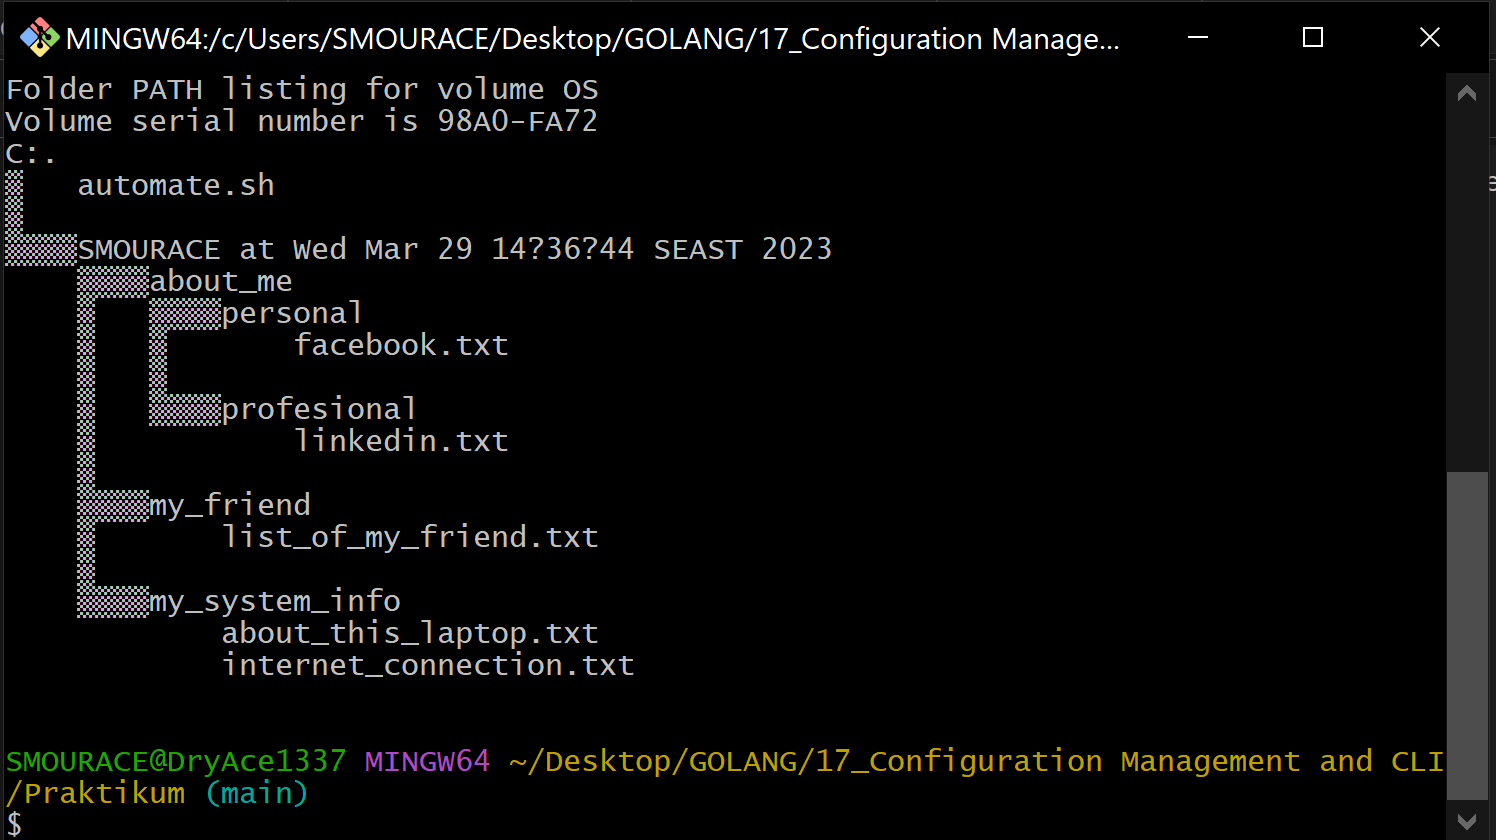 MINGW64:/c/Users/SMOURACE/Desktop/GOLANG/17_Configuration Manage...
Folder PATH listing for volume OS
Volume serial number is 98A0-FA72
C:.
▒   automate.sh
▒
▒▒▒▒SMOURACE at Wed Mar 29 14?36?44 SEAST 2023
    ▒▒▒▒about_me
    ▒   ▒▒▒▒personal
    ▒   ▒       facebook.txt
    ▒   ▒
    ▒   ▒▒▒▒profesional
    ▒           linkedin.txt
    ▒
    ▒▒▒▒my_friend
    ▒       list_of_my_friend.txt
    ▒
    ▒▒▒▒my_system_info
            about_this_laptop.txt
            internet_connection.txt
SMOURACE@DryAce1337 MINGW64 ~/Desktop/GOLANG/17_Configuration Management and CLI
/Praktikum (main)
$